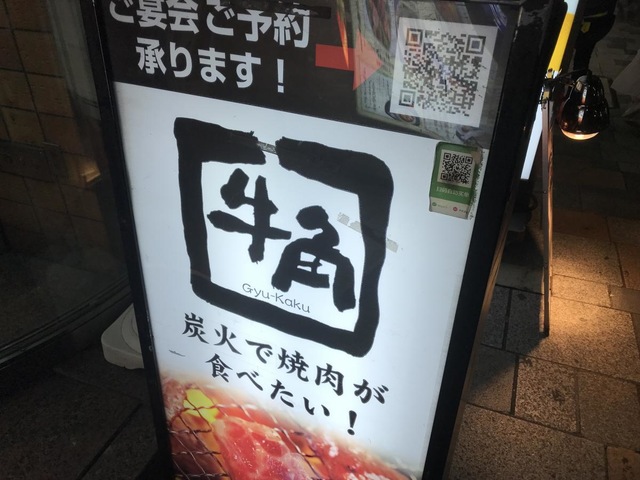 ご宴会ご予約
承ります！
牛角
Gyu-Kaku
炭火で焼肉が
食べたい！